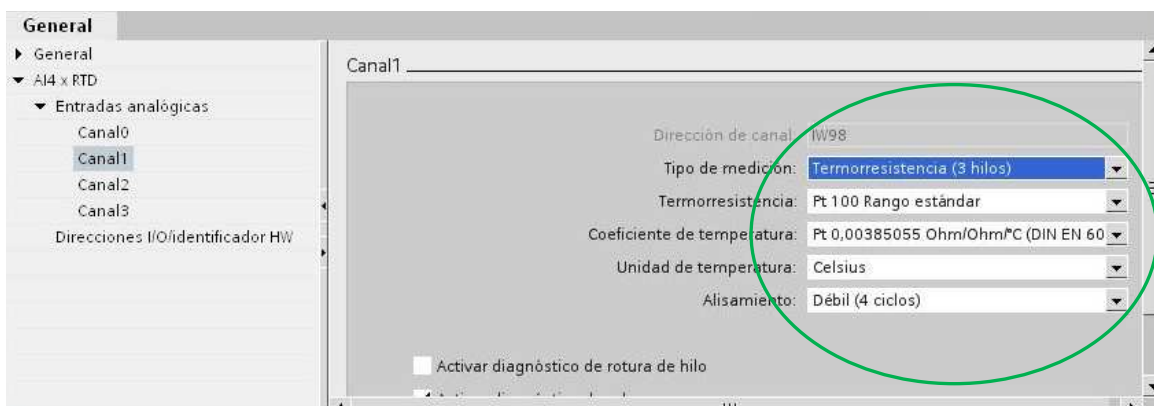 General
General
AI4 x RTD
Entradas analógicas
Canal0
Canal1
Canal2
Canal3
Direcciones I/O/identificador HW
Canal1
Dirección de canal: IW98
Tipo de medición: Termorresistencia (3 hilos)
Termorresistencia: Pt 100 Rango estándar
Coeficiente de temperatura: Pt 0,00385055 Ohm/Ohm/°C (DIN EN 60
Unidad de temperatura: Celsius
Alisamiento: Débil (4 ciclos)
Activar diagnóstico de rotura de hilo